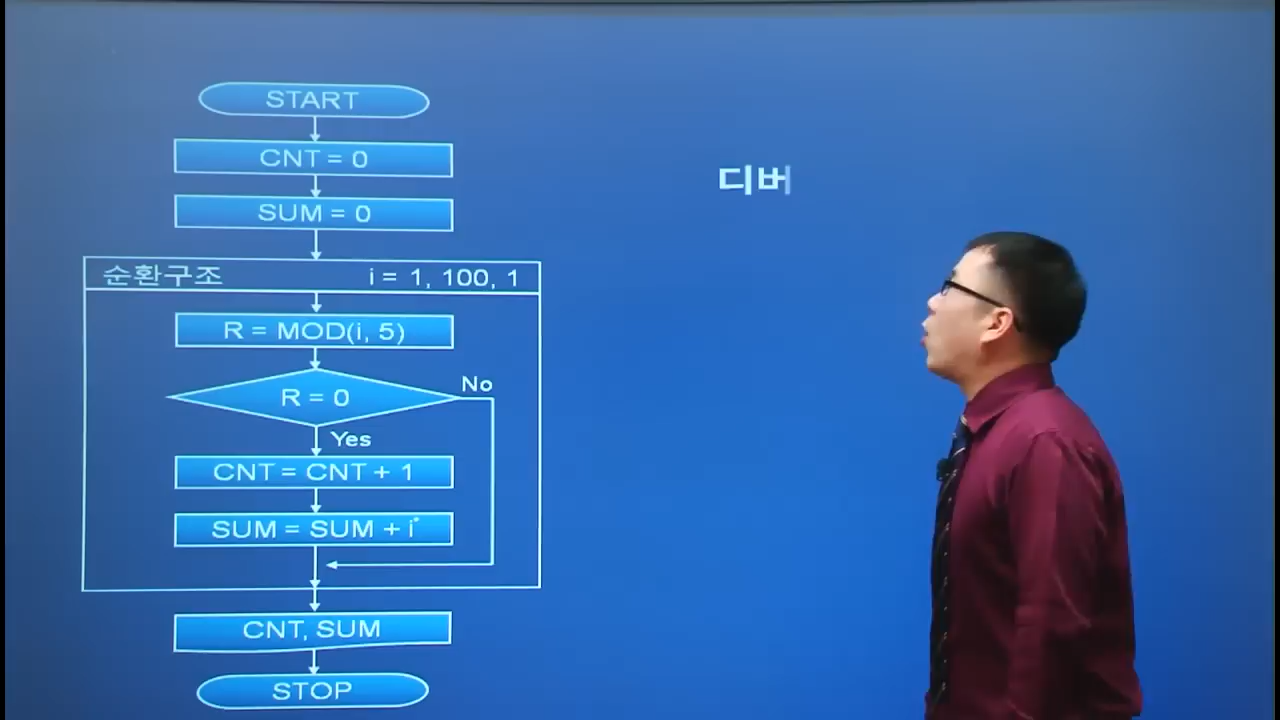 START
CNT = 0
SUM = 0
순환구조 i = 1, 100, 1
R = MOD(i, 5)
R = 0
No
Yes
CNT = CNT + 1
SUM = SUM + i
CNT, SUM
STOP
디버